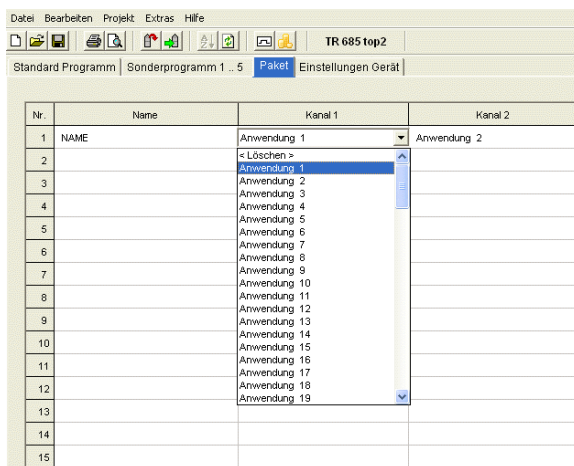 Datei Bearbeiten Projekt Extras Hilfe
TR 685 top2
Standard Programm Sonderprogramm 1 .. 5 Paket Einstellungen Gerät
Nr. Name Kanal 1 Kanal 2
1 NAME Anwendung 1 Anwendung 2
< Löschen >
2 Anwendung 1
Anwendung 2
3 Anwendung 3
Anwendung 4
4 Anwendung 5
5 Anwendung 6
Anwendung 7
6 Anwendung 8
Anwendung 9
7 Anwendung 10
8 Anwendung 11
Anwendung 12
9 Anwendung 13
Anwendung 14
10 Anwendung 15
11 Anwendung 16
Anwendung 17
12 Anwendung 18
Anwendung 19
13
14
15